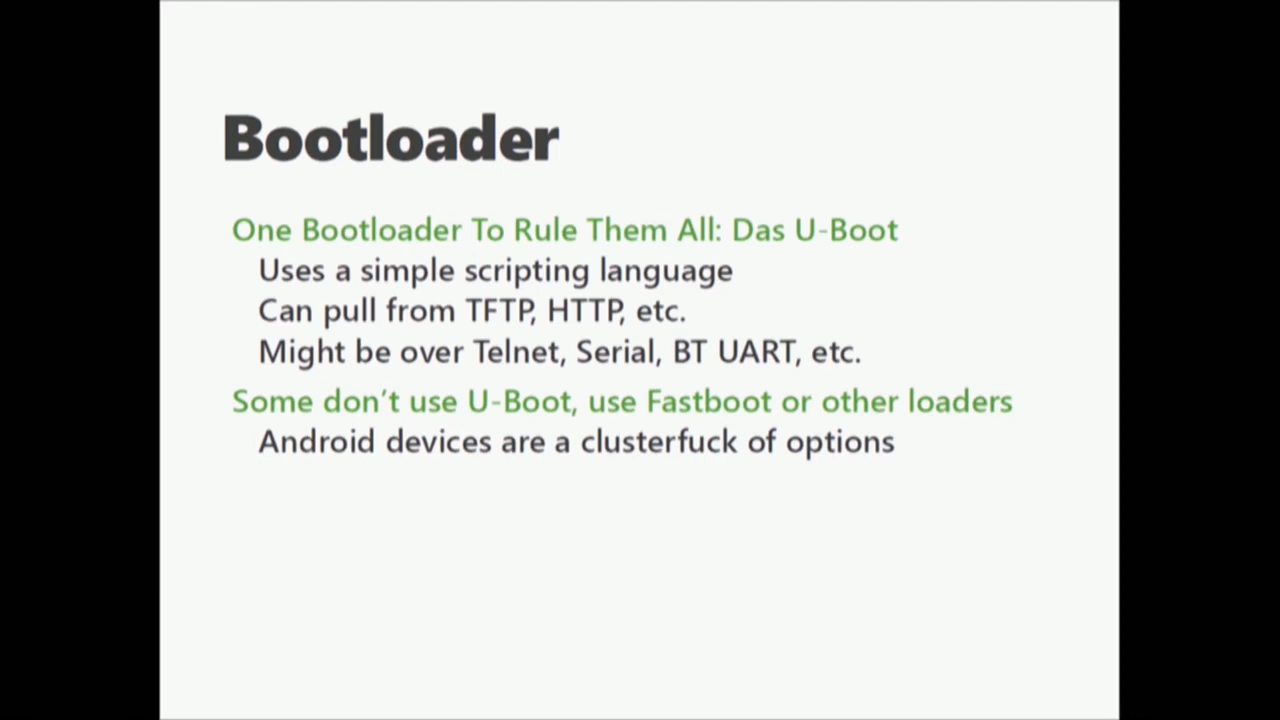 Bootloader
One Bootloader To Rule Them All: Das U-Boot
Uses a simple scripting language
Can pull from TFTP, HTTP, etc.
Might be over Telnet, Serial, BT UART, etc.
Some don't use U-Boot, use Fastboot or other loaders
Android devices are a clusterfuck of options